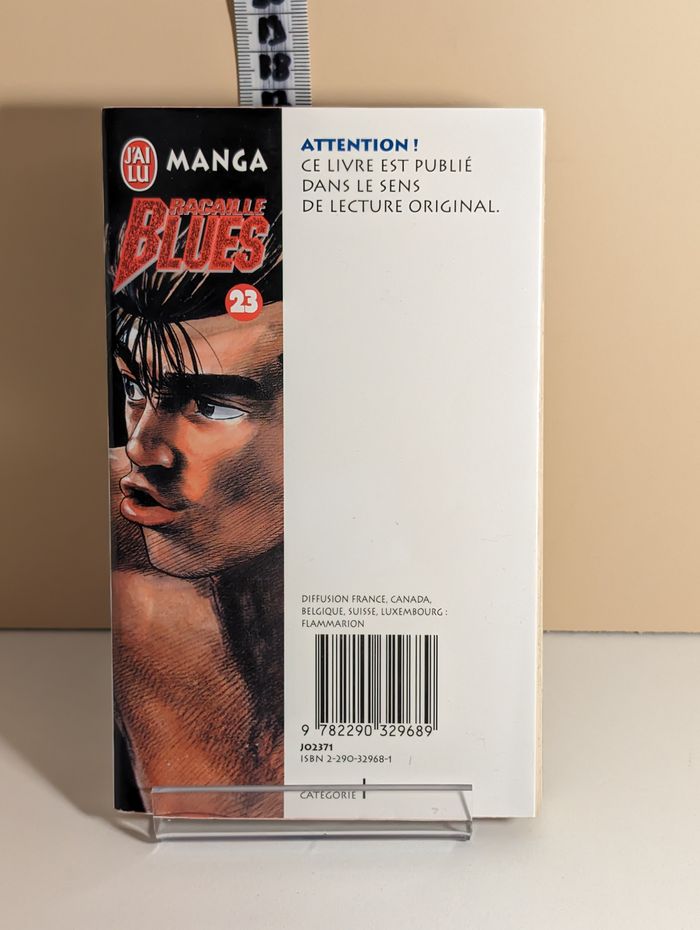 J'AI
LU
MANGA
RACAILLE
BLUES
23
ATTENTION !
CE LIVRE EST PUBLIÉ
DANS LE SENS
DE LECTURE ORIGINAL.
DIFFUSION FRANCE, CANADA,
BELGIQUE, SUISSE, LUXEMBOURG :
FLAMMARION
9 782290 329689
JO2371
ISBN 2-290-32968-1
CATÉGORIE I